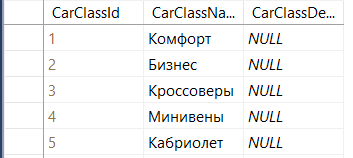 CarClassId CarClassNa... CarClassDe...
1 Комфорт NULL
2 Бизнес NULL
3 Кроссоверы NULL
4 Минивены NULL
5 Кабриолет NULL